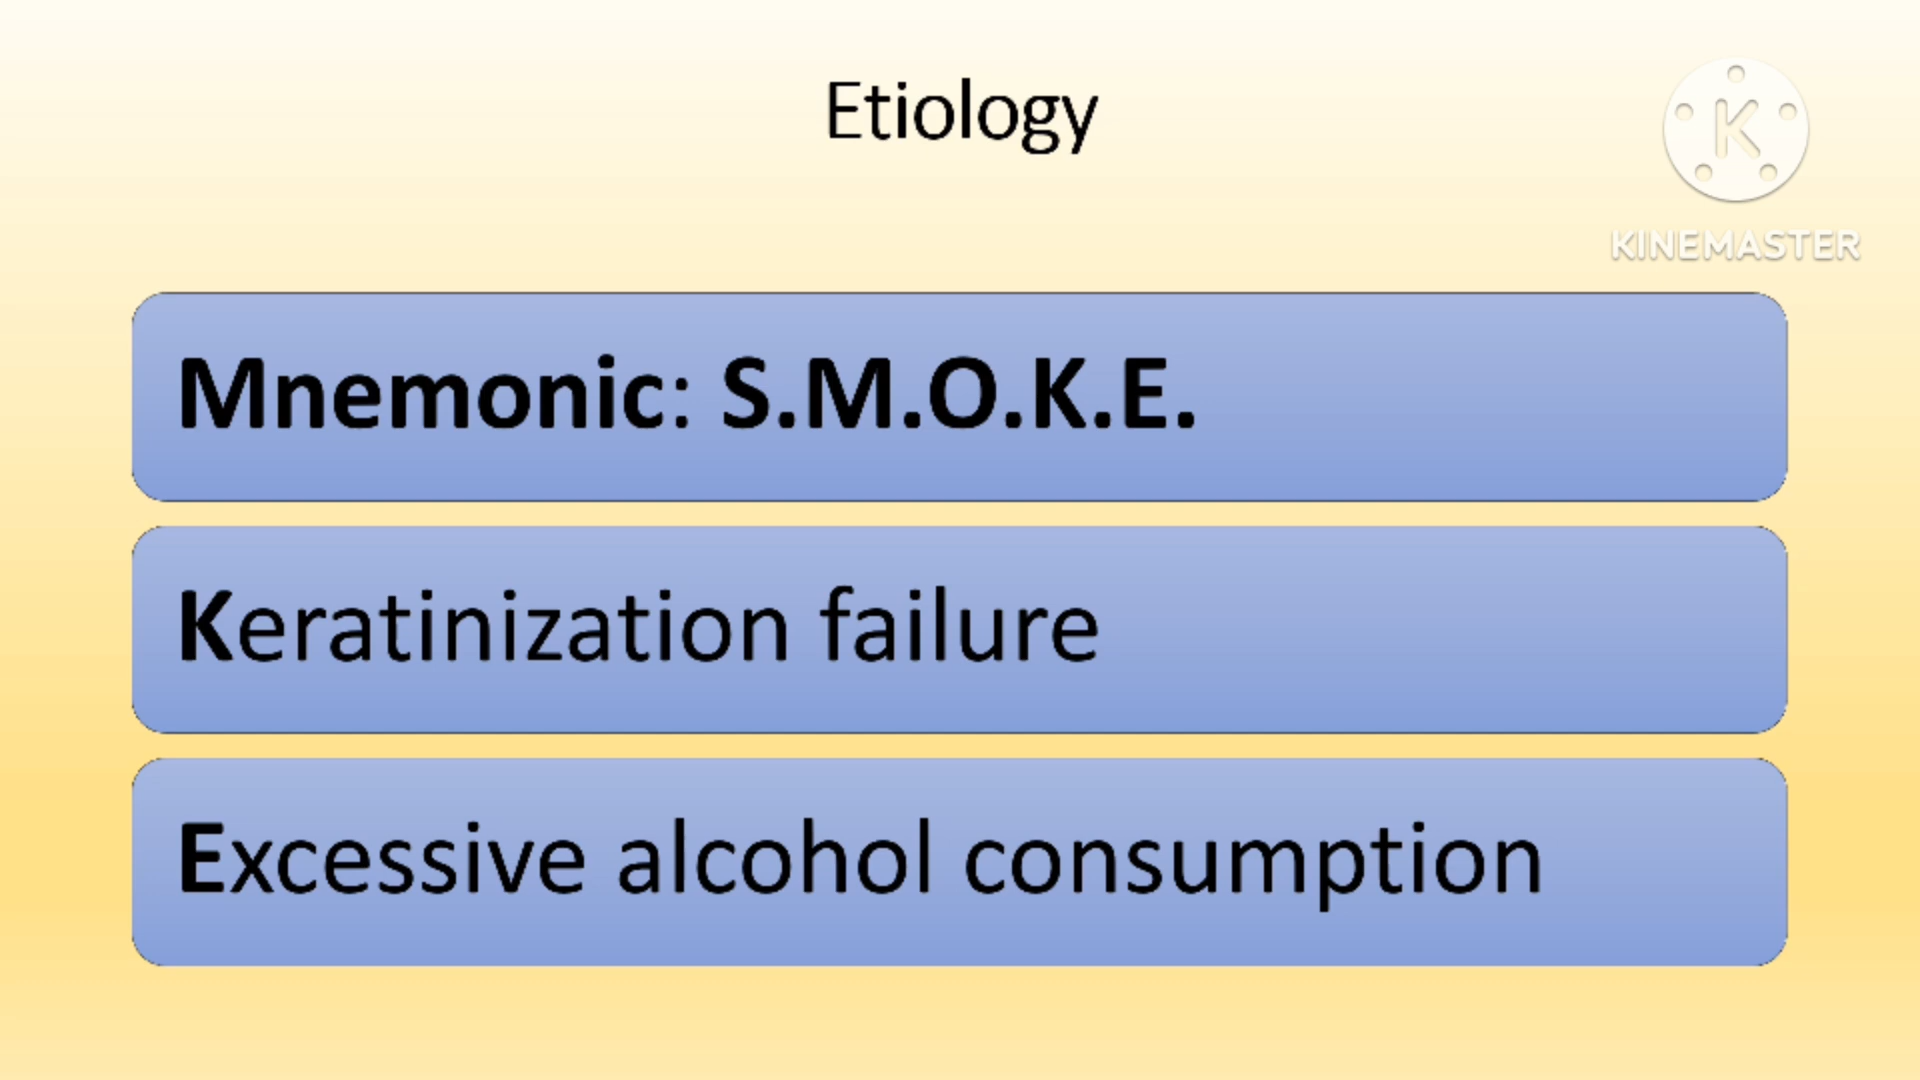 Etiology
K
KINEMASTER
Mnemonic: S.M.O.K.E.
Keratinization failure
Excessive alcohol consumption